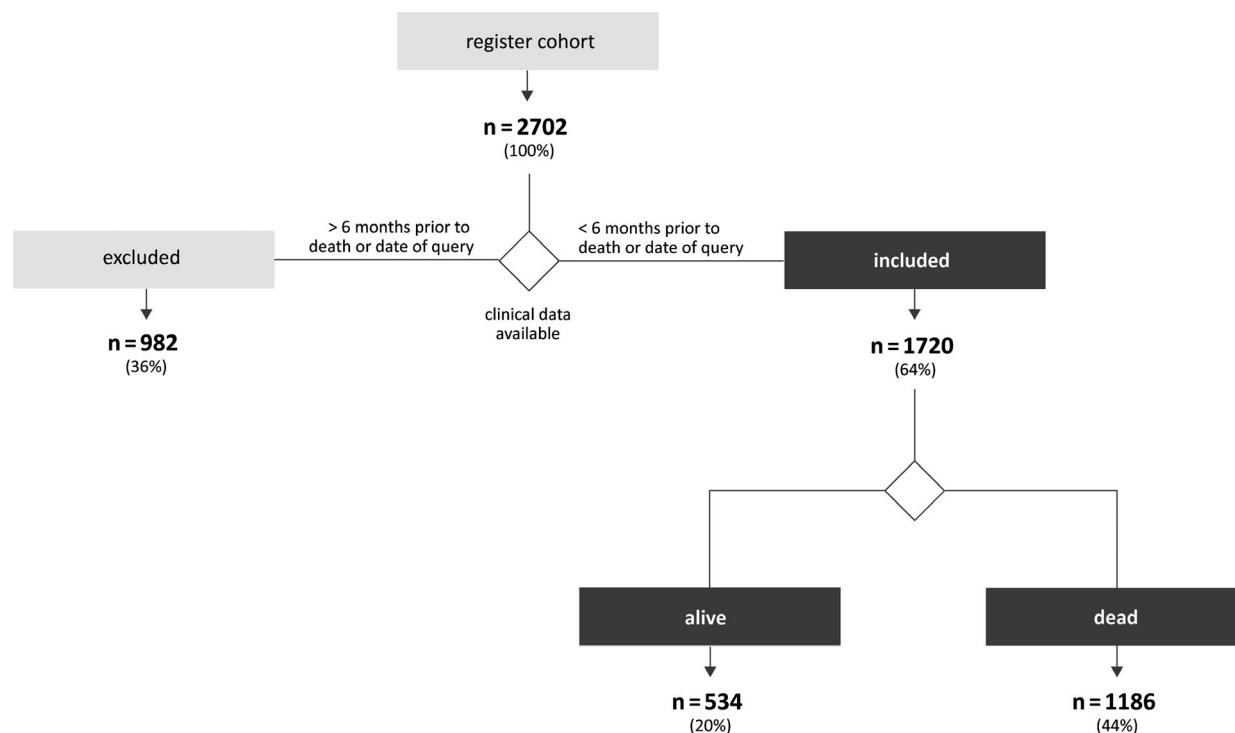 register cohort
n = 2702
(100%)
> 6 months prior to
death or date of query
< 6 months prior to
death or date of query
excluded
included
clinical data
available
n = 982
(36%)
n = 1720
(64%)
alive
dead
n = 534
(20%)
n = 1186
(44%)